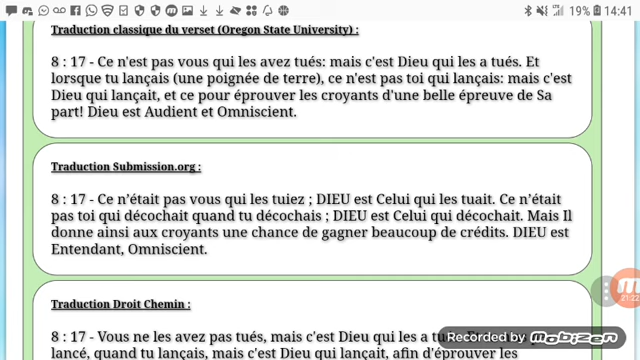 19% 14:41
Traduction classique du verset (Oregon State University) :
8 : 17 - Ce n'est pas vous qui les avez tués: mais c'est Dieu qui les a tués. Et
lorsque tu lançais (une poignée de terre), ce n'est pas toi qui lançais: mais c'est
Dieu qui lançait, et ce pour éprouver les croyants d'une belle épreuve de Sa
part! Dieu est Audient et Omniscient.
Traduction Submission.org :
8 : 17 - Ce n’était pas vous qui les tuiez ; DIEU est Celui qui les tuait. Ce n’était
pas toi qui décochait quand tu décochais ; DIEU est Celui qui décochait. Mais Il
donne ainsi aux croyants une chance de gagner beaucoup de crédits. DIEU est
Entendant, Omniscient.
21:22
Traduction Droit Chemin :
Recorded by Mobizen
8 : 17 - Vous ne les avez pas tués, mais c'est Dieu qui les a
lancé, quand tu lançais, mais c'est Dieu qui lançait, afin d'éprouver les